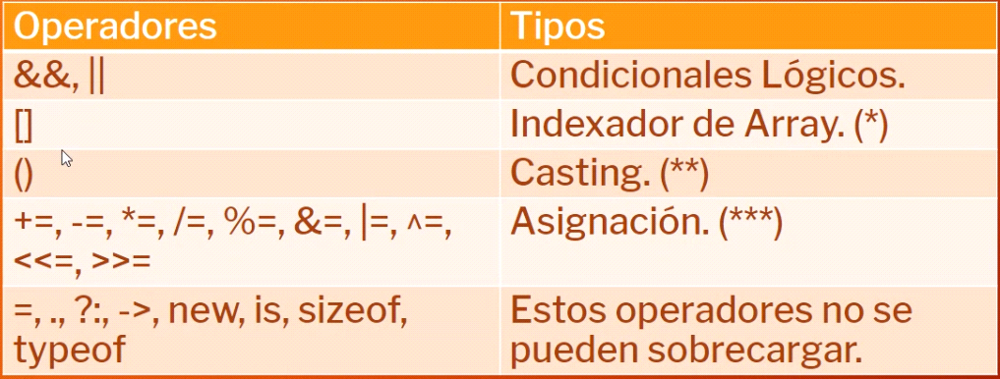 Operadores Tipos
&&, || Condicionales Lógicos.
[] Indexador de Array. (*)
() Casting. (**)
+=, -=, *=, /=, %=, &=, |=, ^=, Asignación. (***)
<<=, >>=
=, ., ?:, ->, new, is, sizeof, Estos operadores no se
typeof pueden sobrecargar.